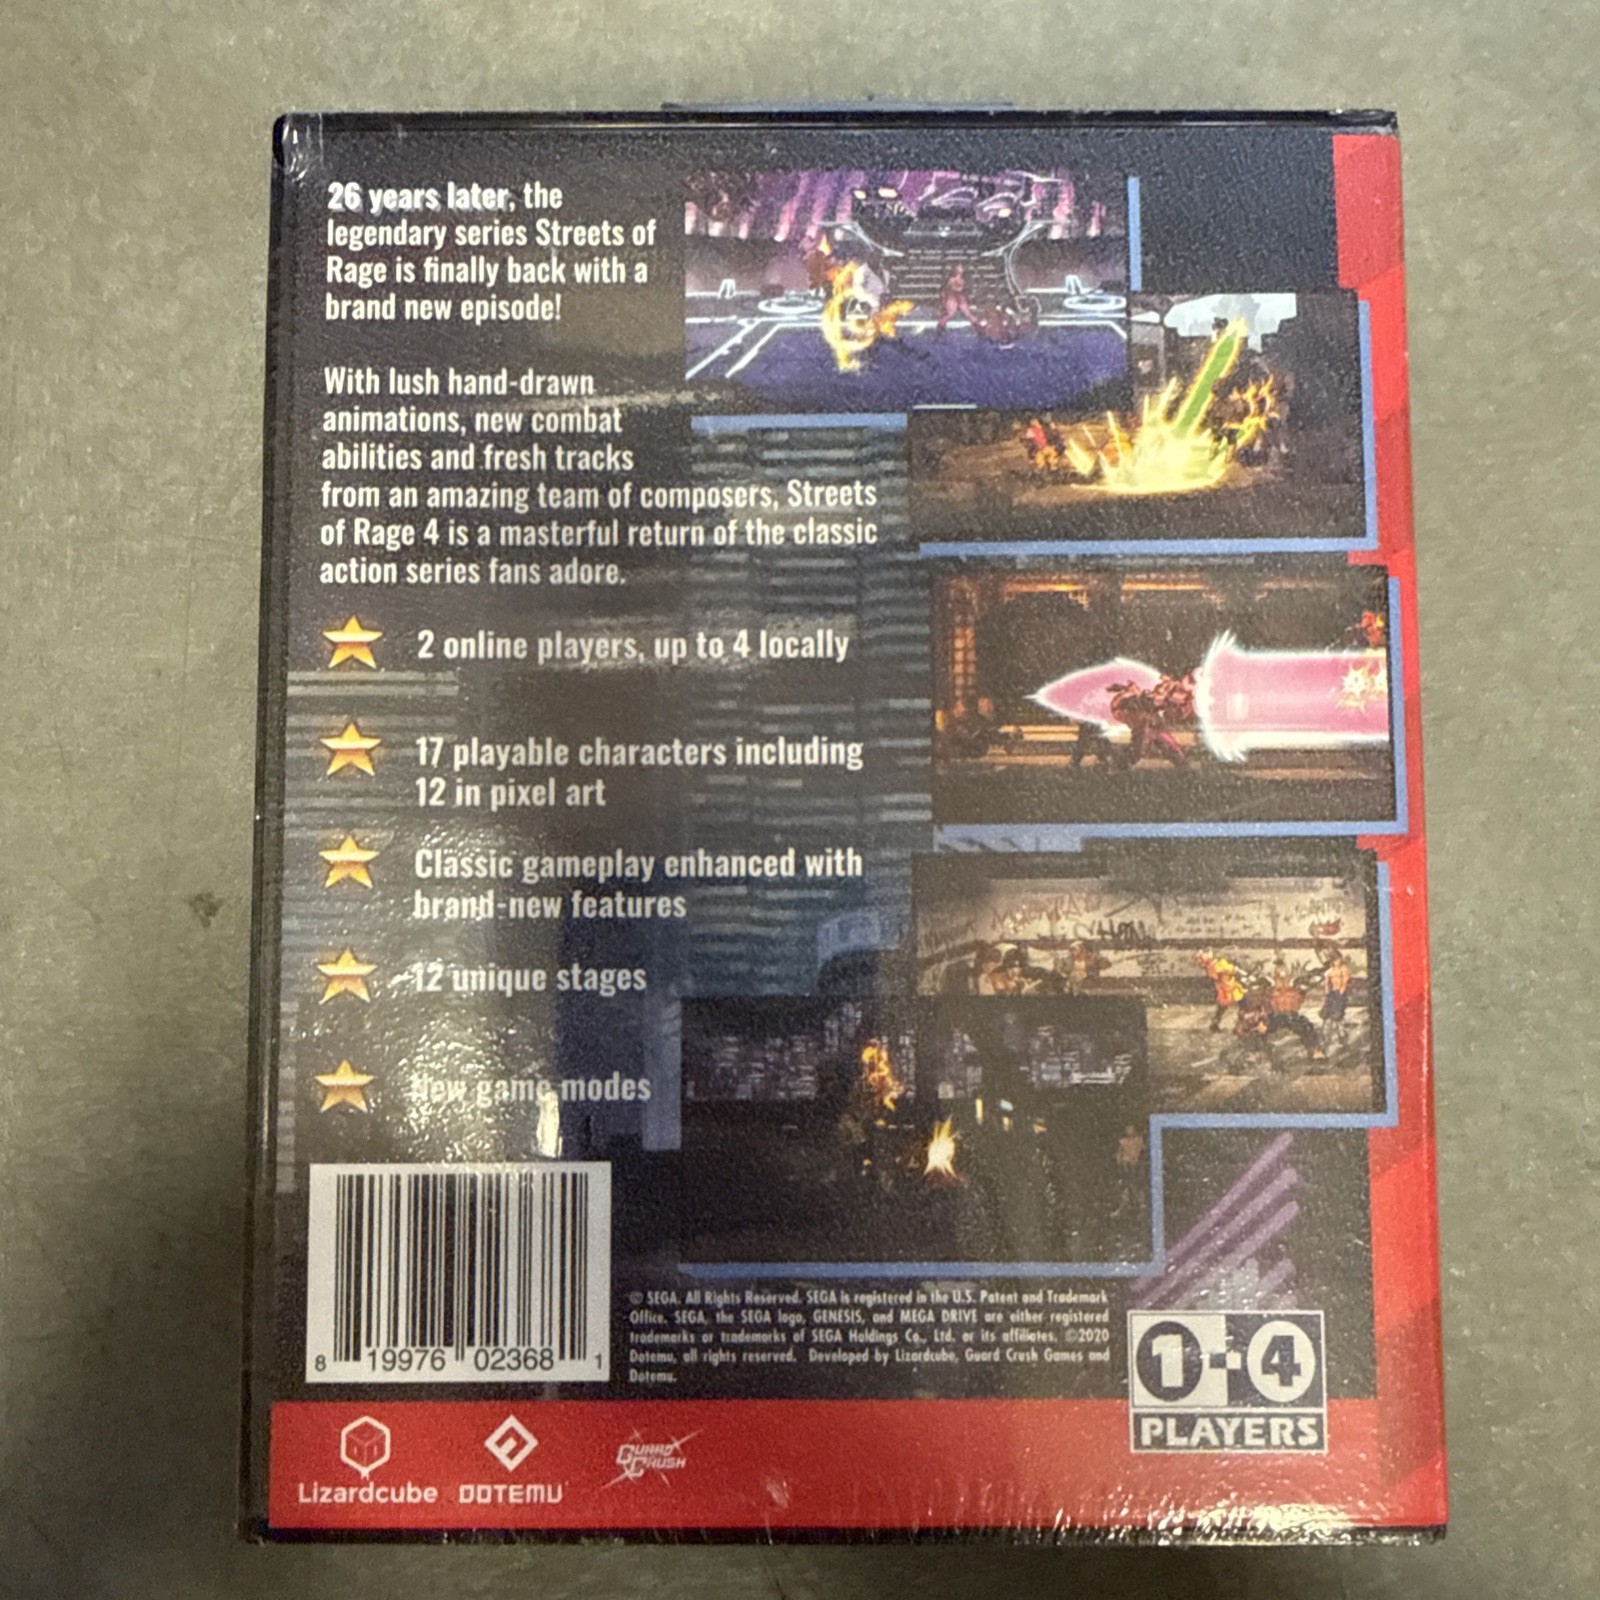 26 years later, the
legendary series Streets of
Rage is finally back with a
brand new episode!
With lush hand-drawn
animations, new combat
abilities and fresh tracks
from an amazing team of composers, Streets
of Rage 4 is a masterful return of the classic
action series fans adore.
2 online players, up to 4 locally
17 playable characters including
12 in pixel art
Classic gameplay enhanced with
brand-new features
12 unique stages
New game modes
8 19976 02368 1
© SEGA. All Rights Reserved. SEGA is registered in the U.S. Patent and Trademark
Office. SEGA, the SEGA logo, GENESIS, and MEGA DRIVE are either registered
trademarks or trademarks of SEGA Holdings Co., Ltd. or its affiliates. ©2020
Dotemu, all rights reserved. Developed by Lizardcube, Guard Crush Games and
Dotemu.
1-4
PLAYERS
Lizardcube
DOTEMU
GUARD
CRUSH